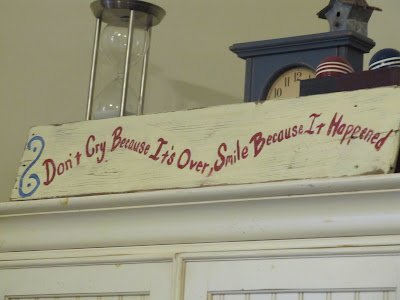 Don't Cry Because It's Over, Smile Because It Happened